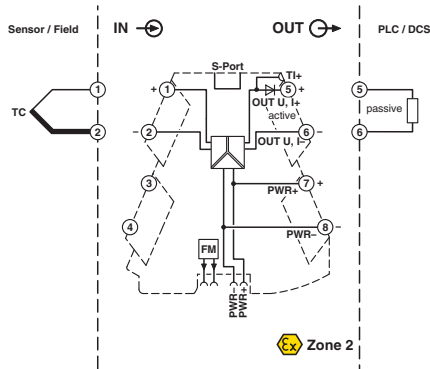 Sensor / Field
IN
OUT
PLC / DCS
S-Port
TI+
1
+
1
5
+
5
OUT U, I+
active
passive
TC
2
−
2
6
−
6
OUT U, I−
3
7
+
PWR+
4
8
−
PWR−
FM
PWR−
PWR+
Ex
Zone 2